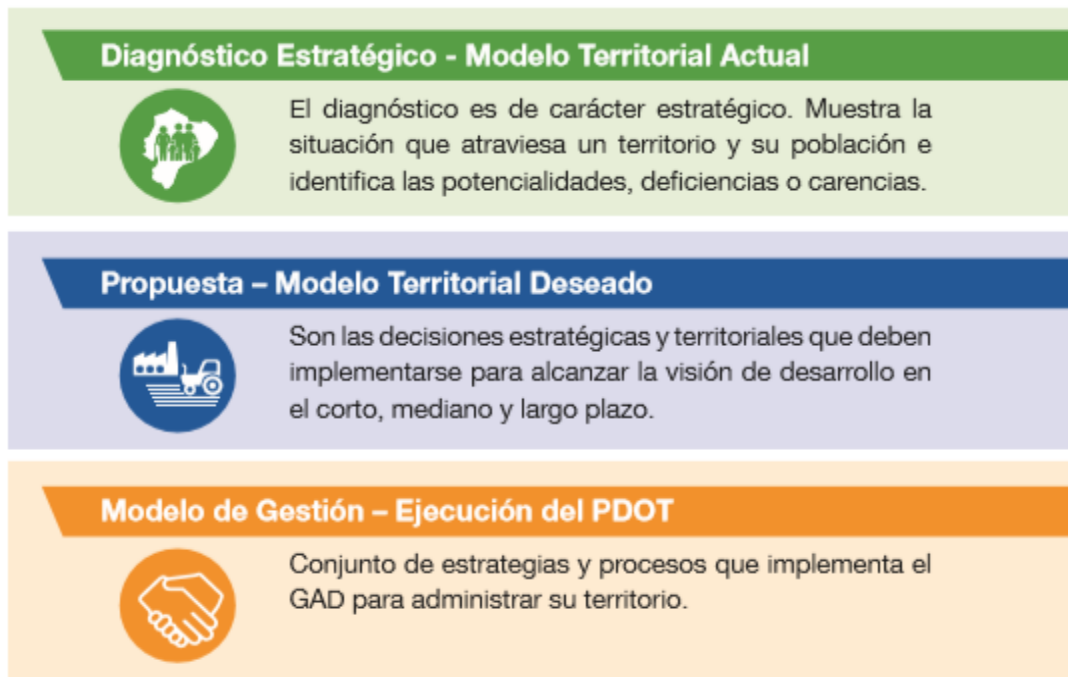 Diagnóstico Estratégico - Modelo Territorial Actual
El diagnóstico es de carácter estratégico. Muestra la
situación que atraviesa un territorio y su población e
identifica las potencialidades, deficiencias o carencias.
Propuesta – Modelo Territorial Deseado
Son las decisiones estratégicas y territoriales que deben
implementarse para alcanzar la visión de desarrollo en
el corto, mediano y largo plazo.
Modelo de Gestión – Ejecución del PDOT
Conjunto de estrategias y procesos que implementa el
GAD para administrar su territorio.